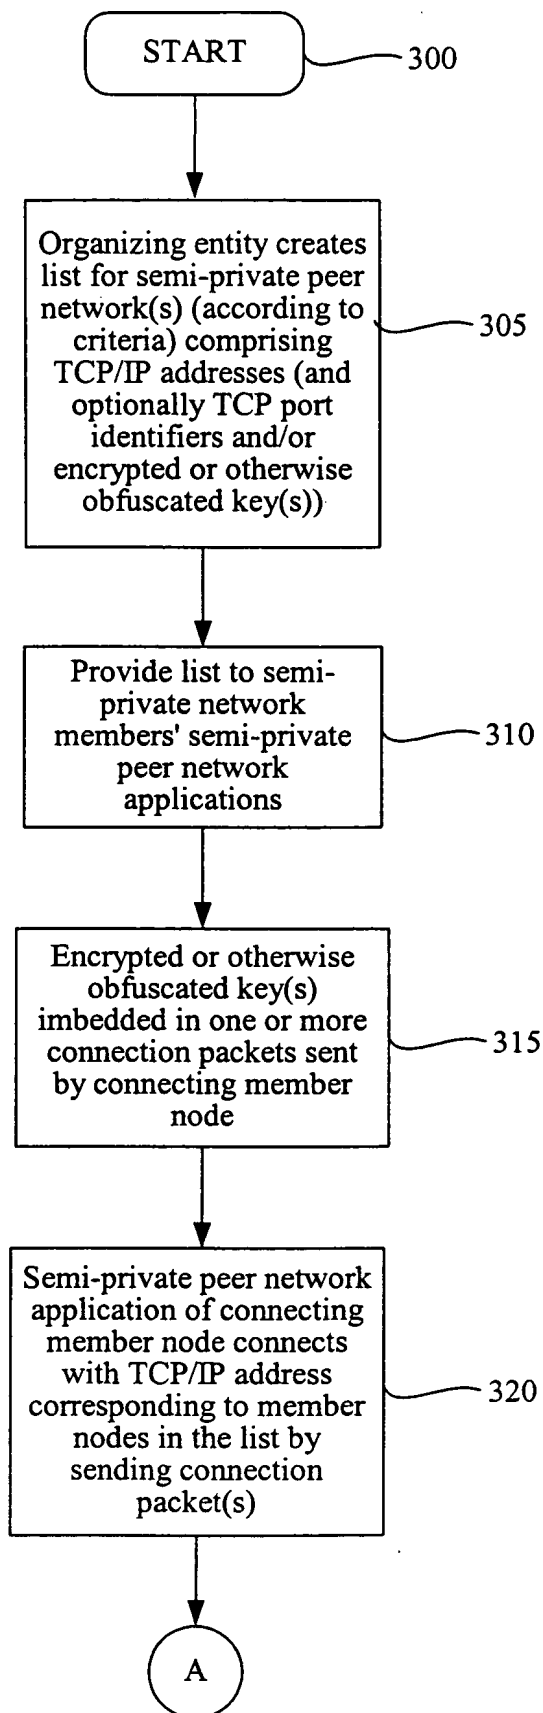 START
300
Organizing entity creates
list for semi-private peer
network(s) (according to
criteria) comprising
TCP/IP addresses (and
optionally TCP port
identifiers and/or
encrypted or otherwise
obfuscated key(s))
305
Provide list to semi-
private network
members' semi-private
peer network
applications
310
Encrypted or otherwise
obfuscated key(s)
imbedded in one or more
connection packets sent
by connecting member
node
315
Semi-private peer network
application of connecting
member node connects
with TCP/IP address
corresponding to member
nodes in the list by
sending connection
packet(s)
320
A